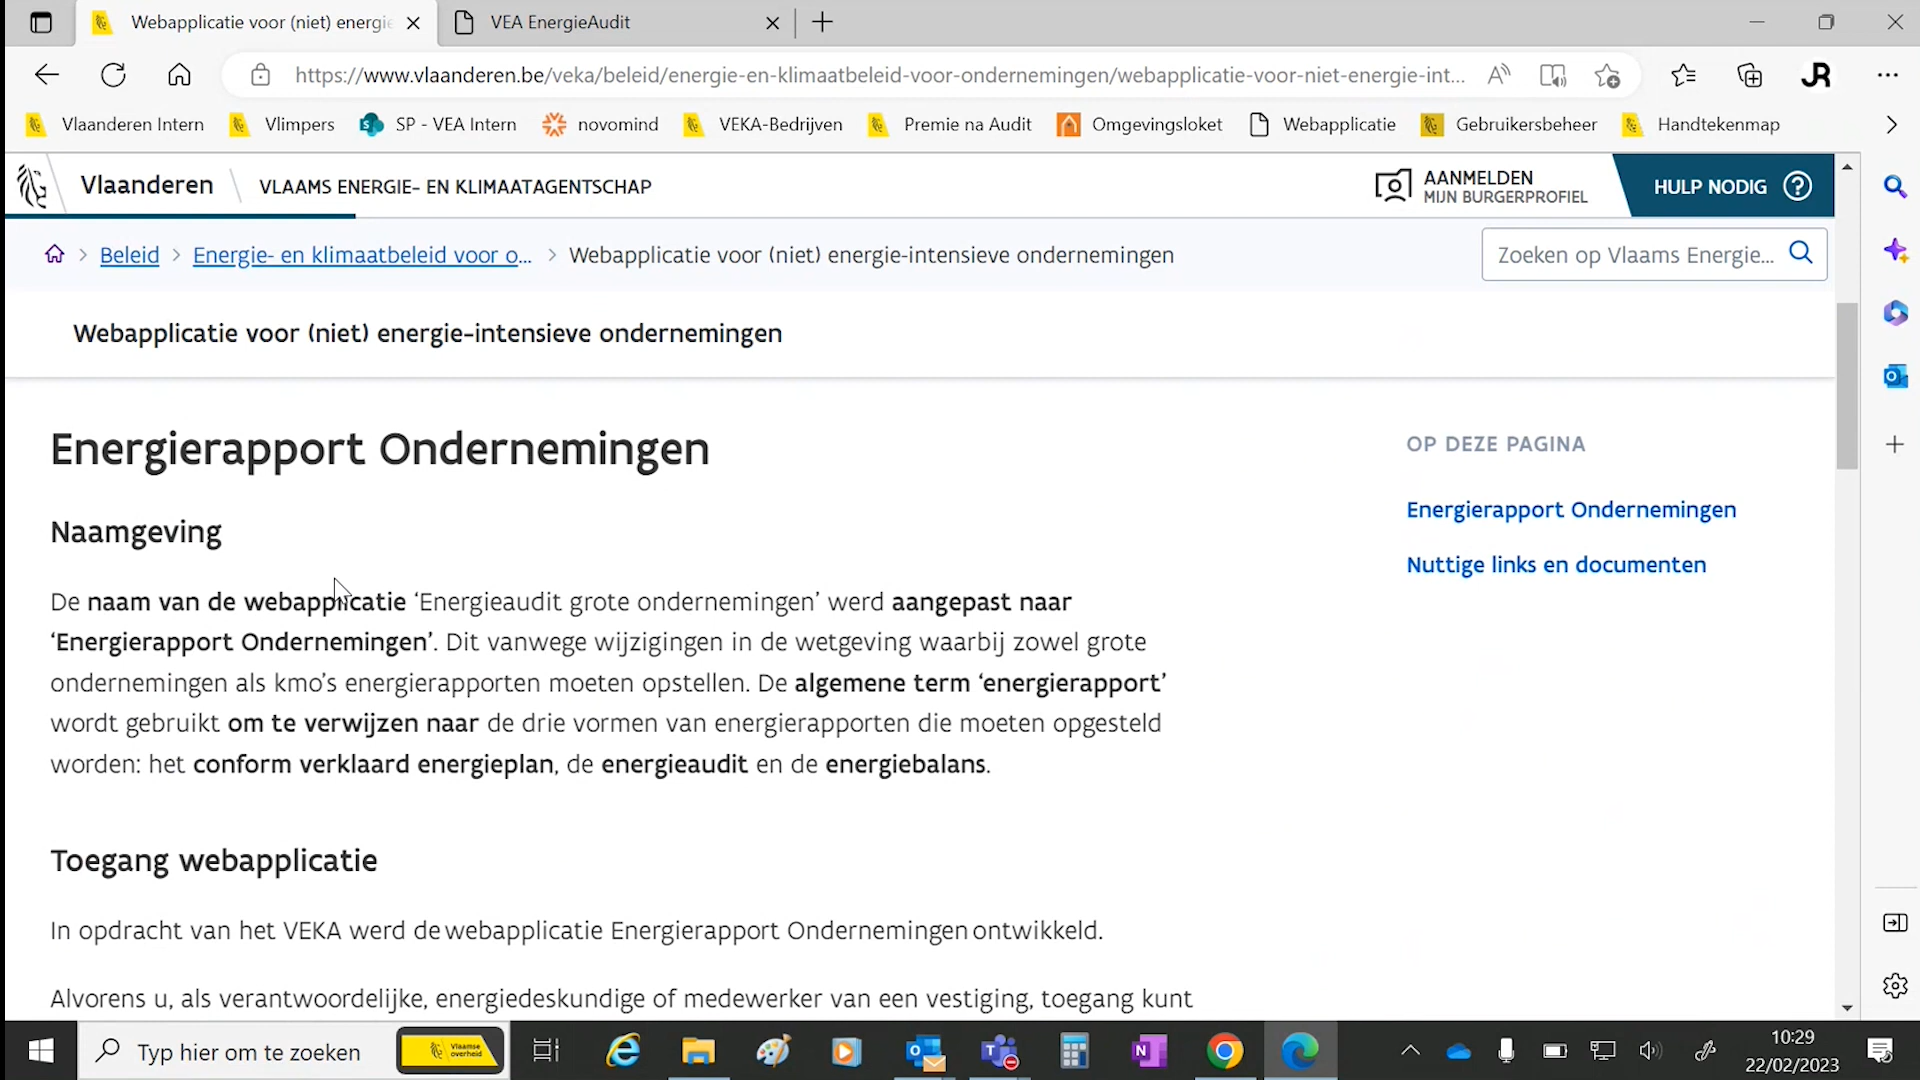 Webapplicatie voor (niet) energie
VEA EnergieAudit
https://www.vlaanderen.be/veka/beleid/energie-en-klimaatbeleid-voor-ondernemingen/webapplicatie-voor-niet-energie-int...
JR
Vlaanderen Intern
Vlimpers
SP - VEA Intern
novomind
VEKA-Bedrijven
Premie na Audit
Omgevingsloket
Webapplicatie
Gebruikersbeheer
Handtekenmap
Vlaanderen
VLAAMS ENERGIE- EN KLIMAATAGENTSCHAP
AANMELDEN
MIJN BURGERPROFIEL
HULP NODIG
Beleid > Energie- en klimaatbeleid voor o... > Webapplicatie voor (niet) energie-intensieve ondernemingen
Zoeken op Vlaams Energie...
Webapplicatie voor (niet) energie-intensieve ondernemingen
Energierapport Ondernemingen
OP DEZE PAGINA
Energierapport Ondernemingen
Nuttige links en documenten
Naamgeving
De naam van de webapplicatie ‘Energieaudit grote ondernemingen’ werd aangepast naar
‘Energierapport Ondernemingen’. Dit vanwege wijzigingen in de wetgeving waarbij zowel grote
ondernemingen als kmo’s energierapporten moeten opstellen. De algemene term ‘energierapport’
wordt gebruikt om te verwijzen naar de drie vormen van energierapporten die moeten opgesteld
worden: het conform verklaard energieplan, de energieaudit en de energiebalans.
Toegang webapplicatie
In opdracht van het VEKA werd de webapplicatie Energierapport Ondernemingen ontwikkeld.
Alvorens u, als verantwoordelijke, energiedeskundige of medewerker van een vestiging, toegang kunt
Typ hier om te zoeken
Vlaamse
overheid
10:29
22/02/2023